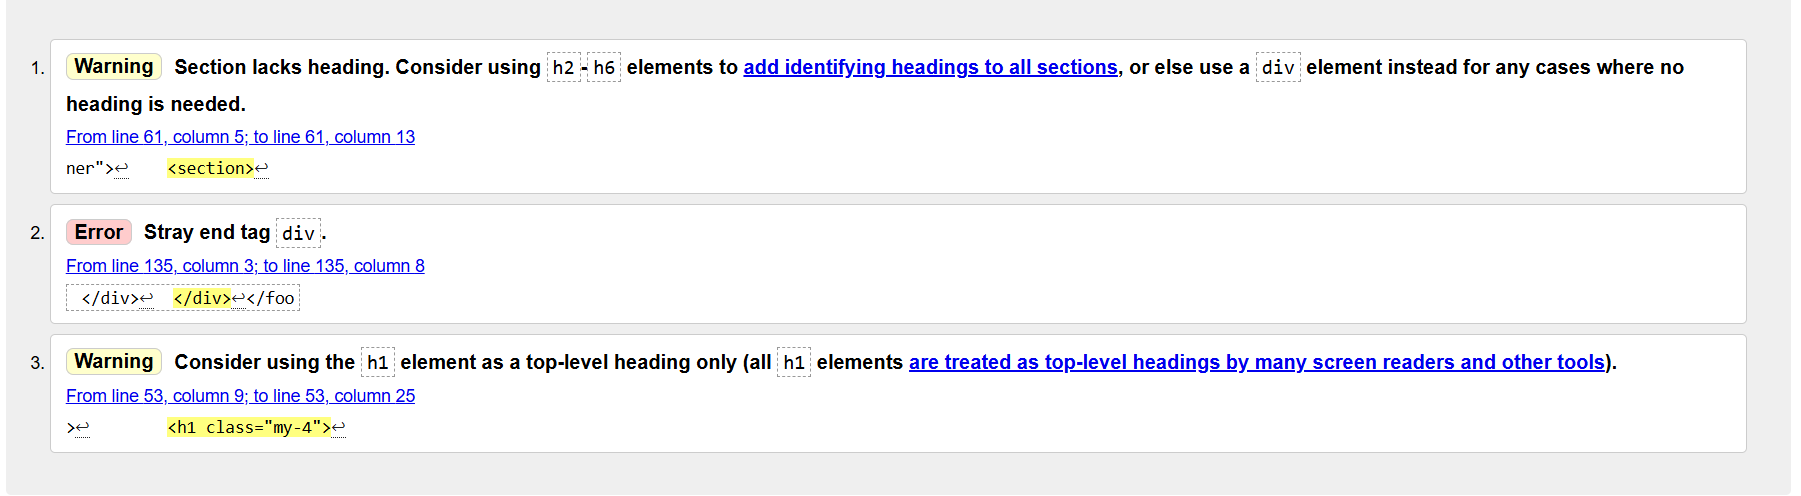 1. Warning Section lacks heading. Consider using h2-h6 elements to add identifying headings to all sections, or else use a div element instead for any cases where no
heading is needed.
From line 61, column 5; to line 61, column 13
ner">↩    <section>↩
2. Error Stray end tag div.
From line 135, column 3; to line 135, column 8
</div>↩  </div>↩</foo
3. Warning Consider using the h1 element as a top-level heading only (all h1 elements are treated as top-level headings by many screen readers and other tools).
From line 53, column 9; to line 53, column 25
>↩        <h1 class="my-4">↩